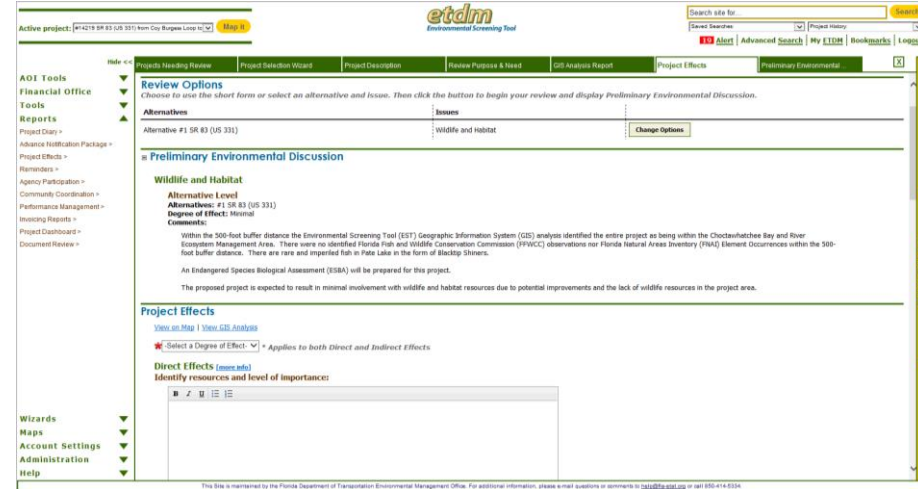 etdm
Environmental Screening Tool
Active project: #14219 SR 83 (US 331) from Coy Burgess Loop to
Map it
Search site for...
Search
Saved Searches:
Project History:
19 Alert | Advanced Search | My ETDM | Bookmarks | Logout
Hide <<
Projects Needing Review
Project Selection Wizard
Project Description
Review Purpose & Need
GIS Analysis Report
Project Effects
Preliminary Environmental ...
X
AOI Tools
Financial Office
Tools
Reports
Project Diary >
Advance Notification Package >
Project Effects >
Reminders >
Agency Participation >
Community Coordination >
Performance Management >
Invoicing Reports >
Project Dashboard >
Document Review >
Wizards
Maps
Account Settings
Administration
Help
Review Options
Choose to use the short form or select an alternative and issue. Then click the button to begin your review and display Preliminary Environmental Discussion.
Alternatives
Issues
Alternative #1 SR 83 (US 331)
Wildlife and Habitat
Change Options
Preliminary Environmental Discussion
Wildlife and Habitat
Alternative Level
Alternatives: #1 SR 83 (US 331)
Degree of Effect: Minimal
Comments:
Within the 500-foot buffer distance the Environmental Screening Tool (EST) Geographic Information System (GIS) analysis identified the entire project as being within the Choctawhatchee Bay and River
Ecosystem Management Area. There were no identified Florida Fish and Wildlife Conservation Commission (FFWCC) observations nor Florida Natural Areas Inventory (FNAI) Element Occurrences within the 500-
foot buffer distance. There are rare and imperiled fish in Pate Lake in the form of Blacktip Shiners.
An Endangered Species Biological Assessment (ESBA) will be prepared for this project.
The proposed project is expected to result in minimal involvement with wildlife and habitat resources due to potential improvements and the lack of wildlife resources in the project area.
Project Effects
View on Map | View GIS Analysis
-Select a Degree of Effect- * Applies to both Direct and Indirect Effects
Direct Effects [more info]
Identify resources and level of importance:
B I U
This Site is maintained by the Florida Department of Transportation Environmental Management Office. For additional information, please e-mail questions or comments to help@fla-etat.org or call 850-414-5334.